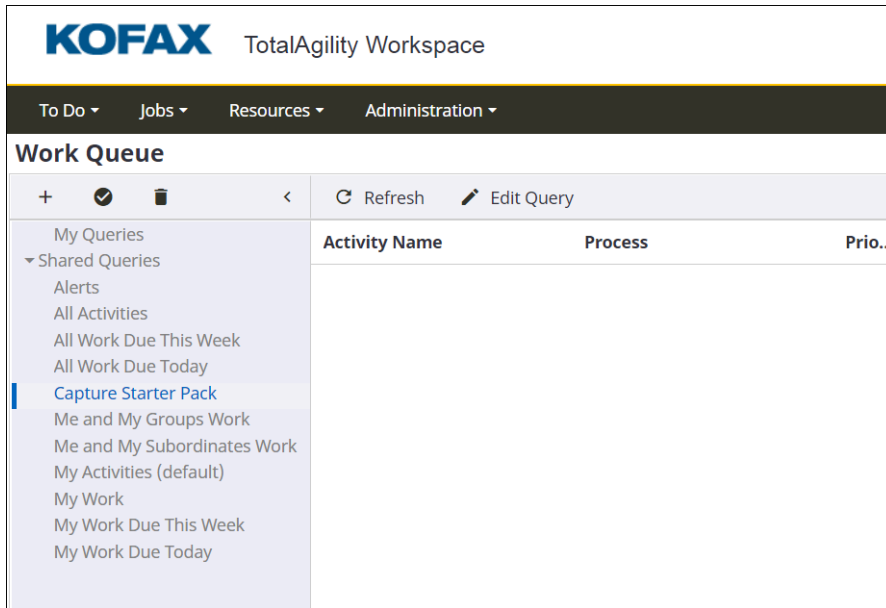 KOFAX TotalAgility Workspace
To Do Jobs Resources Administration
Work Queue
Refresh Edit Query
My Queries
Shared Queries
Alerts
All Activities
All Work Due This Week
All Work Due Today
Capture Starter Pack
Me and My Groups Work
Me and My Subordinates Work
My Activities (default)
My Work
My Work Due This Week
My Work Due Today
Activity Name Process Prio..